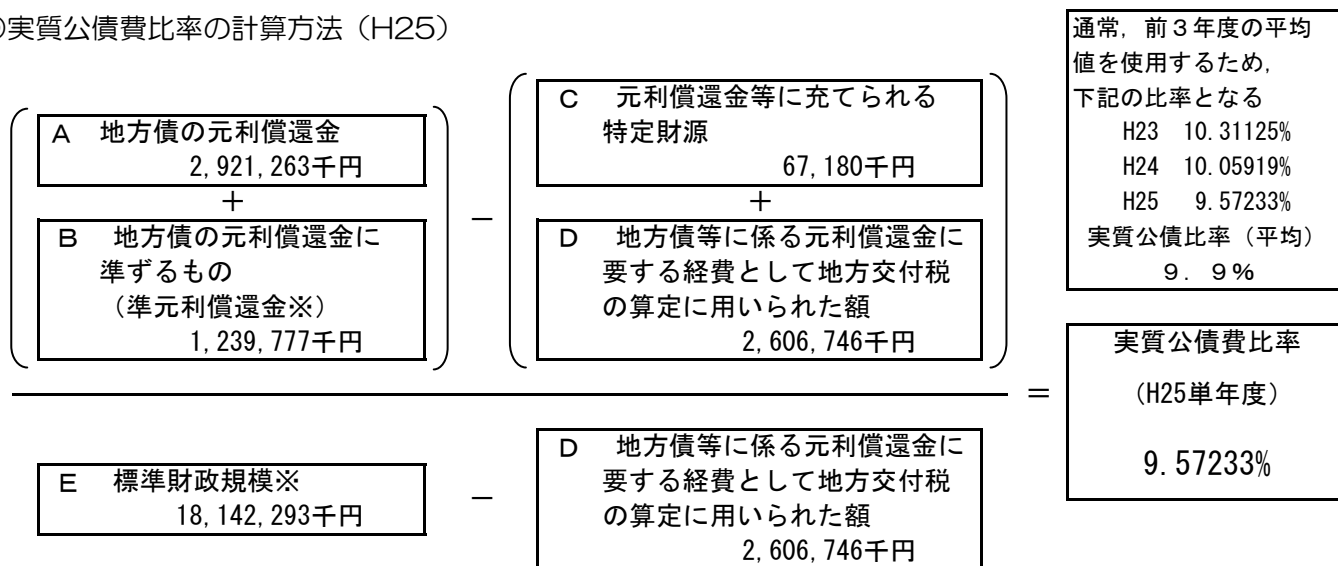 実質公債費比率の計算方法（H25）
通常，前３年度の平均
値を使用するため，
下記の比率となる
H23 10.31125%
H24 10.05919%
H25 9.57233%
実質公債比率（平均）
９．９％
A 地方債の元利償還金
2,921,263千円
＋
B 地方債の元利償還金に
準ずるもの
（準元利償還金※）
1,239,777千円
－
C 元利償還金等に充てられる
特定財源
67,180千円
＋
D 地方債等に係る元利償還金に
要する経費として地方交付税
の算定に用いられた額
2,606,746千円
＝
実質公債費比率
（H25単年度）
9.57233%
E 標準財政規模※
18,142,293千円
－
D 地方債等に係る元利償還金に
要する経費として地方交付税
の算定に用いられた額
2,606,746千円